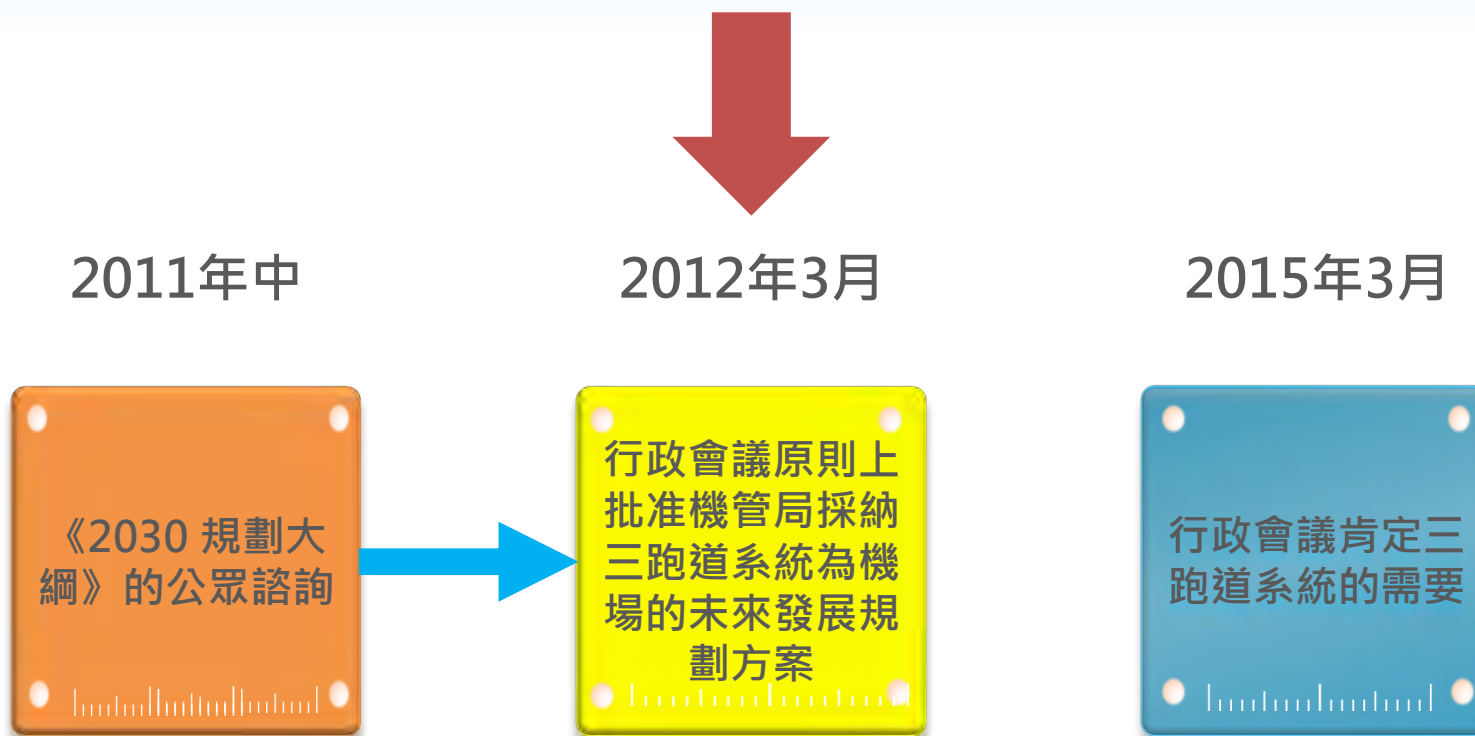 2011年中
2012年3月
2015年3月
《2030 規劃大
綱》的公眾諮詢
行政會議原則上
批准機管局採納
三跑道系統為機
場的未來發展規
劃方案
行政會議肯定三
跑道系統的需要